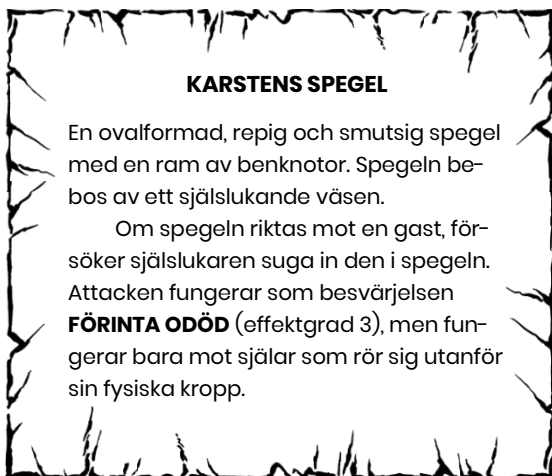 KARSTENS SPEGEL
En ovalformad, repig och smutsig spegel
med en ram av benknotor. Spegeln be-
bos av ett själslukande väsen.
Om spegeln riktas mot en gast, för-
söker själslukaren suga in den i spegeln.
Attacken fungerar som besvärjelsen
FÖRINTA ODÖD (effektgrad 3), men fun-
gerar bara mot själar som rör sig utanför
sin fysiska kropp.